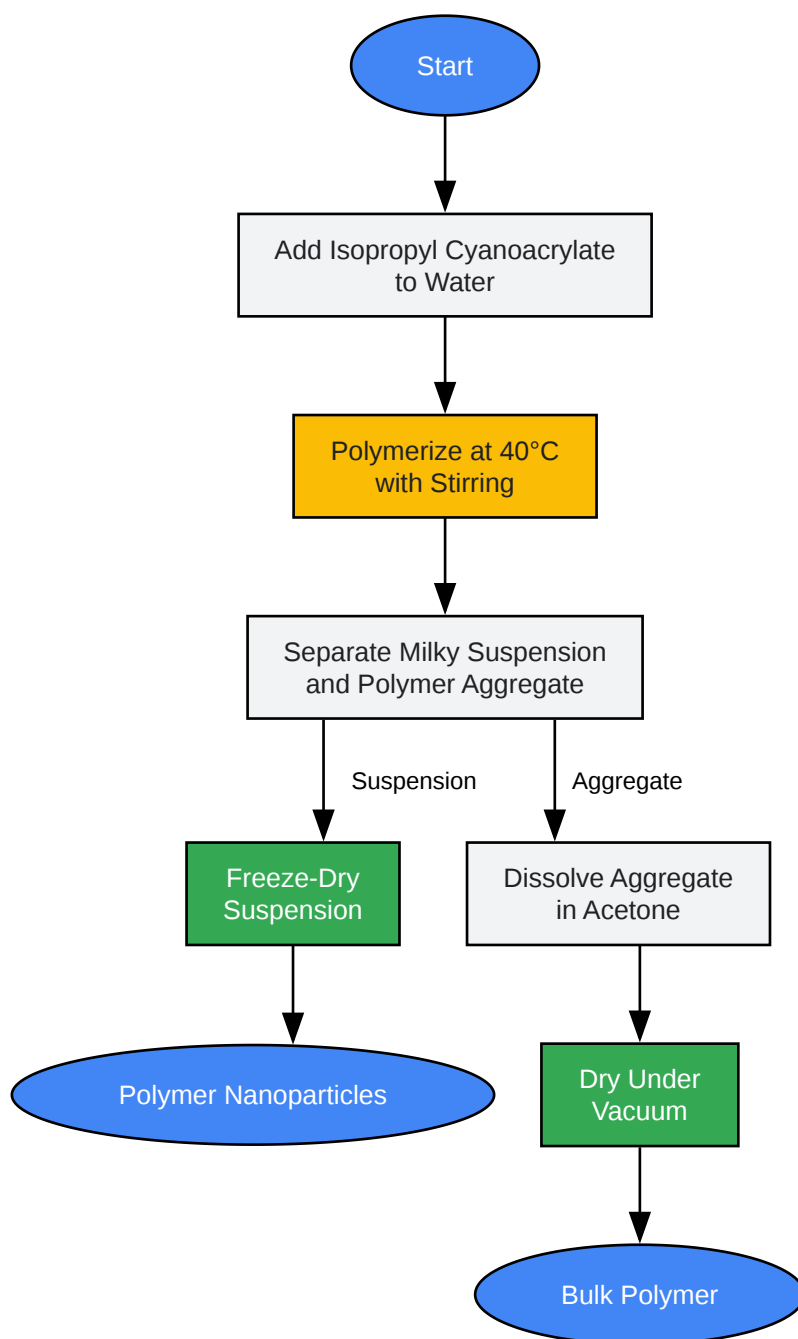 Start
Add Isopropyl Cyanoacrylate
to Water
Polymerize at 40°C
with Stirring
Separate Milky Suspension
and Polymer Aggregate
Suspension
Aggregate
Freeze-Dry
Suspension
Dissolve Aggregate
in Acetone
Polymer Nanoparticles
Dry Under
Vacuum
Bulk Polymer